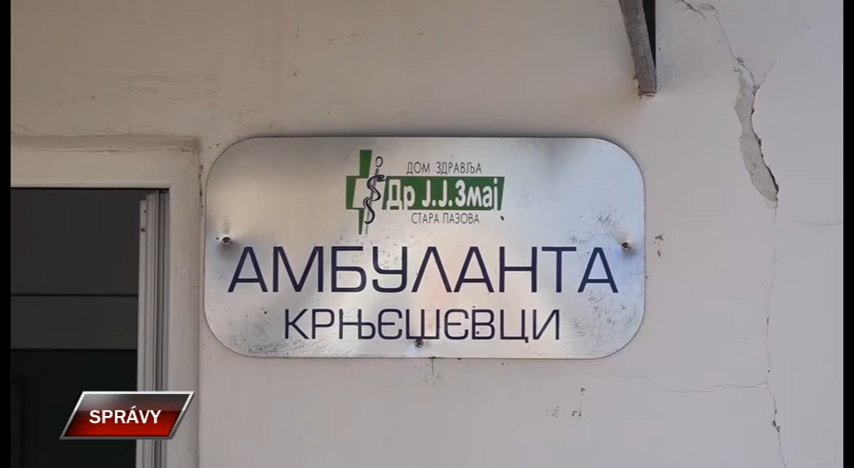 ДОМ ЗДРАВЉА
Др Ј.Ј.Змај
СТАРА ПАЗОВА
АМБУЛАНТА
КРЊЕШЕВЦИ
SPRÁVY